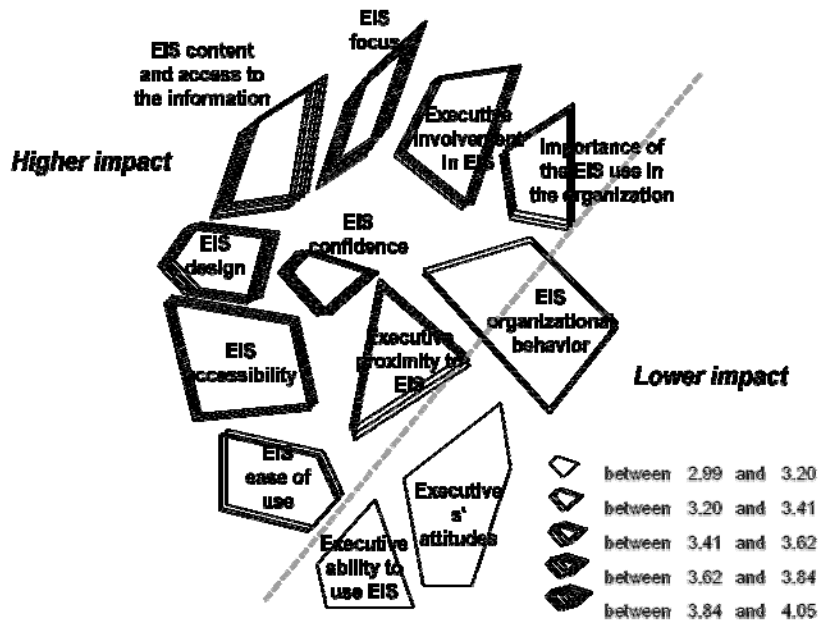 EIS
focus
EIS content
and access to
the information
Executive
involvement
in EIS
Importance of
the EIS use in
the organization
Higher impact
EIS
confidence
EIS
design
EIS
organizational
behavior
Executive
proximity to
EIS
EIS
accessibility
Lower impact
EIS
ease of
use
Executive
s'
attitudes
Executive
ability to
use EIS
between 2.99 and 3.20
between 3.20 and 3.41
between 3.41 and 3.62
between 3.62 and 3.84
between 3.84 and 4.05